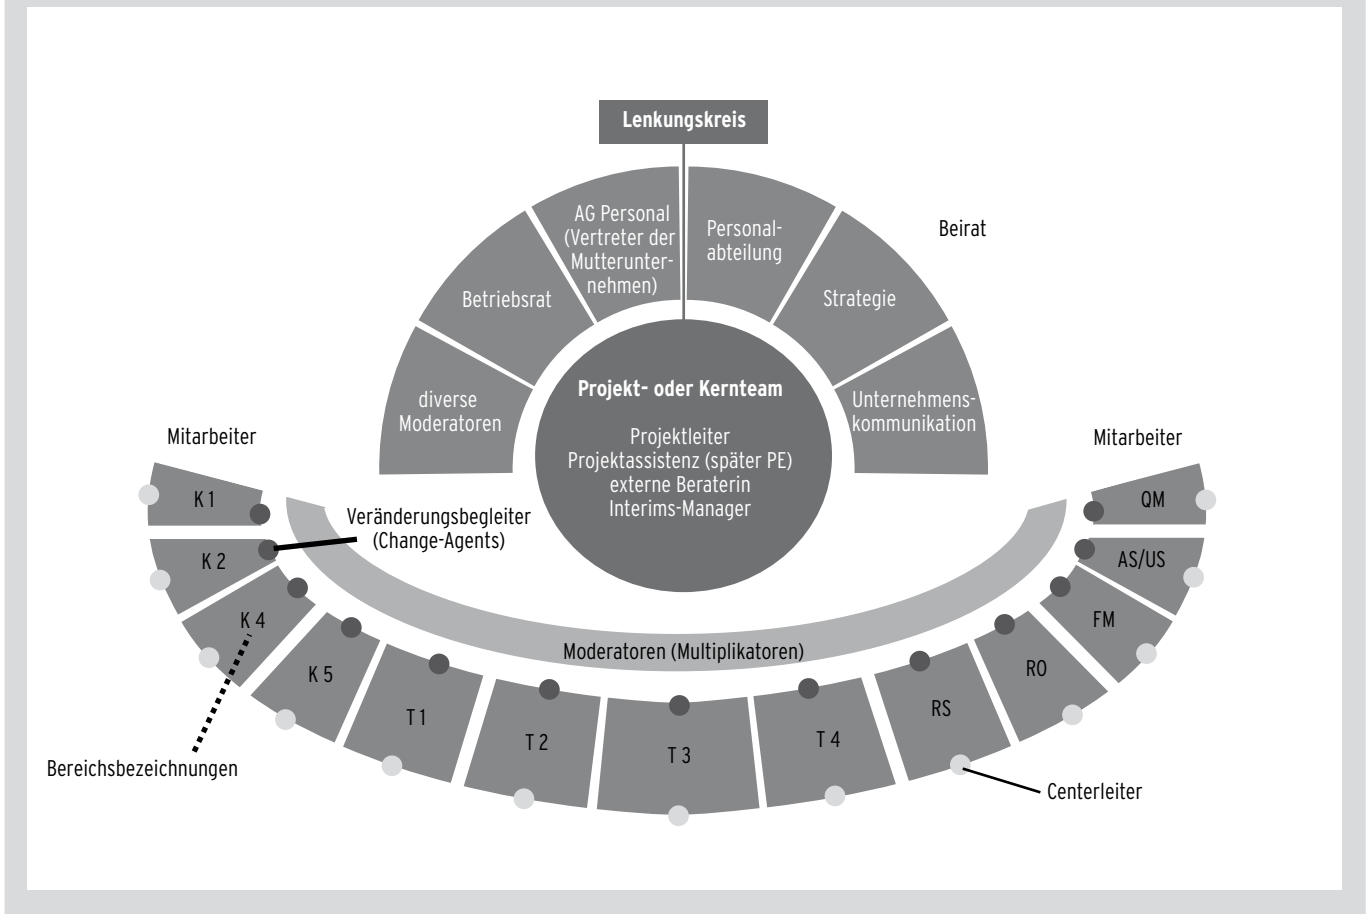 Lenkungskreis
AG Personal
(Vertreter der
Mutterunter-
nehmen)
Personal-
abteilung
Beirat
Betriebsrat
Strategie
diverse
Moderatoren
Unternehmens-
kommunikation
Projekt- oder Kernteam
Projektleiter
Projektassistenz (später PE)
externe Beraterin
Interims-Manager
Mitarbeiter
Mitarbeiter
Veränderungsbegleiter
(Change-Agents)
Moderatoren (Multiplikatoren)
K 1
K 2
K 4
K 5
T 1
T 2
T 3
T 4
RS
RO
FM
AS/US
QM
Bereichsbezeichnungen
Centerleiter